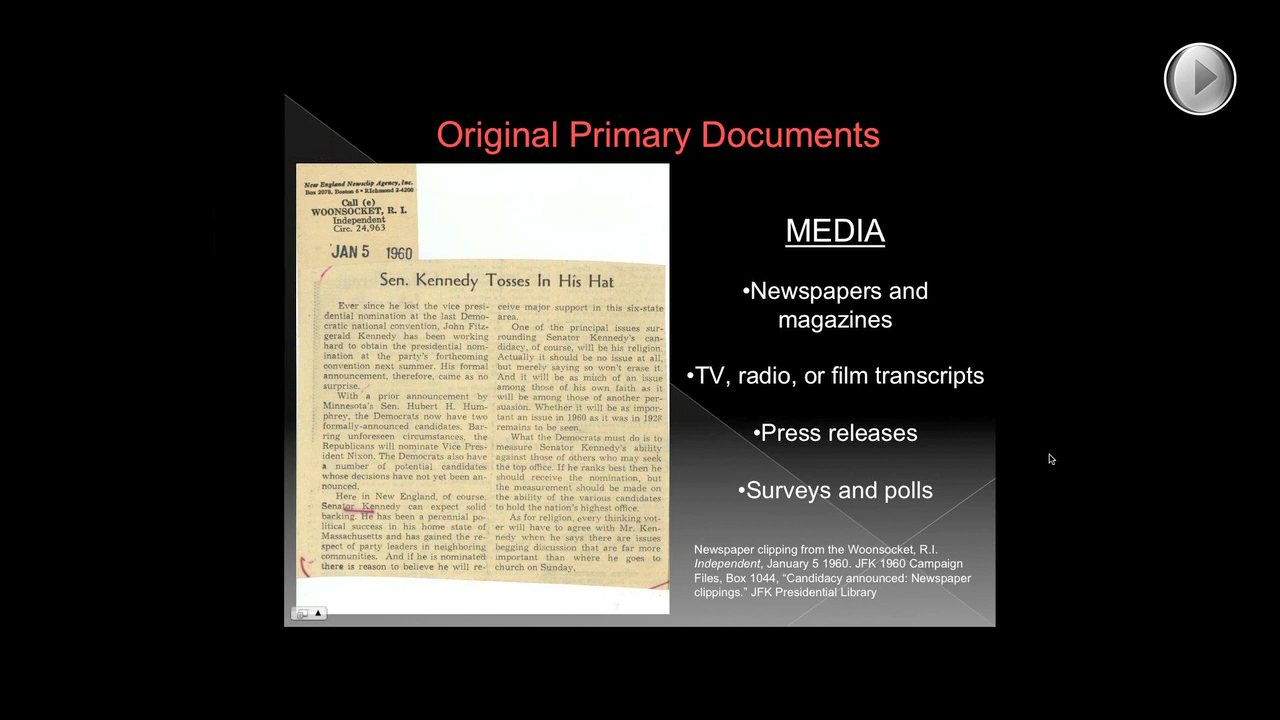 Original Primary Documents
New England Newsclip Agency, Inc.
Box 2078, Boston 6 • RIchmond 2-4200
Call (e)
WOONSOCKET, R. I.
Independent
Circ. 24,963
JAN 5 1960
Sen. Kennedy Tosses In His Hat
Ever since he lost the vice presi-
dential nomination at the last Demo-
cratic national convention, John Fitz-
gerald Kennedy has been working
hard to obtain the presidential nom-
ination at the party's forthcoming
convention next summer. His formal
announcement, therefore, came as no
surprise.
With a prior announcement by
Minnesota's Sen. Hubert H. Hum-
phrey, the Democrats now have two
formally-announced candidates. Bar-
ring unforeseen circumstances, the
Republicans will nominate Vice Pres-
ident Nixon. The Democrats also have
a number of potential candidates
whose decisions have not yet been an-
nounced.
Here in New England, of course,
Senator Kennedy can expect solid
backing. He has been a perennial po-
litical success in his home state of
Massachusetts and has gained the re-
spect of party leaders in neighboring
communities. And if he is nominated
there is reason to believe he will re-
ceive major support in this six-state
area.
One of the principal issues sur-
rounding Senator Kennedy's can-
didacy, of course, will be his religion.
Actually it should be no issue at all,
but merely saying so won't erase it.
And it will be as much of an issue
among those of his own faith as it
will be among those of another per-
suasion. Whether it will be as impor-
tant an issue in 1960 as it was in 1928
remains to be seen.
What the Democrats must do is to
measure Senator Kennedy's ability
against those of others who may seek
the top office. If he ranks best then he
should receive the nomination, but
the measurement should be made on
the ability of the various candidates
to hold the nation's highest office.
As for religion, every thinking vot-
er will have to agree with Mr. Ken-
nedy when he says there are issues
begging discussion that are far more
important than where he goes to
church on Sunday.
MEDIA
•Newspapers and
magazines
•TV, radio, or film transcripts
•Press releases
•Surveys and polls
Newspaper clipping from the Woonsocket, R.I.
Independent, January 5 1960. JFK 1960 Campaign
Files, Box 1044, “Candidacy announced: Newspaper
clippings.” JFK Presidential Library